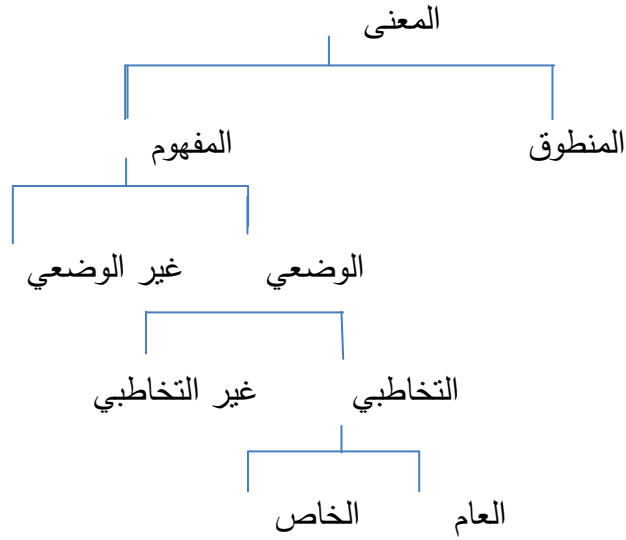 المعنى
المنطوق
المفهوم
الوضعي
غير الوضعي
التخاطبي
غير التخاطبي
العام
الخاص